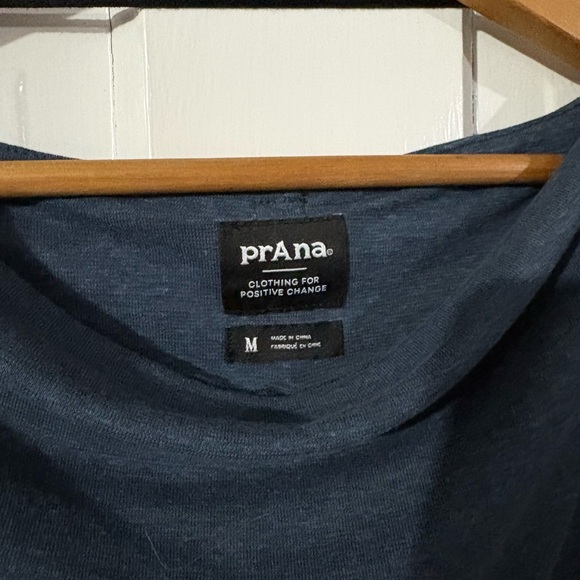 prAna®
CLOTHING FOR
POSITIVE CHANGE
M
MADE IN CHINA
FABRIQUÉ EN CHINE